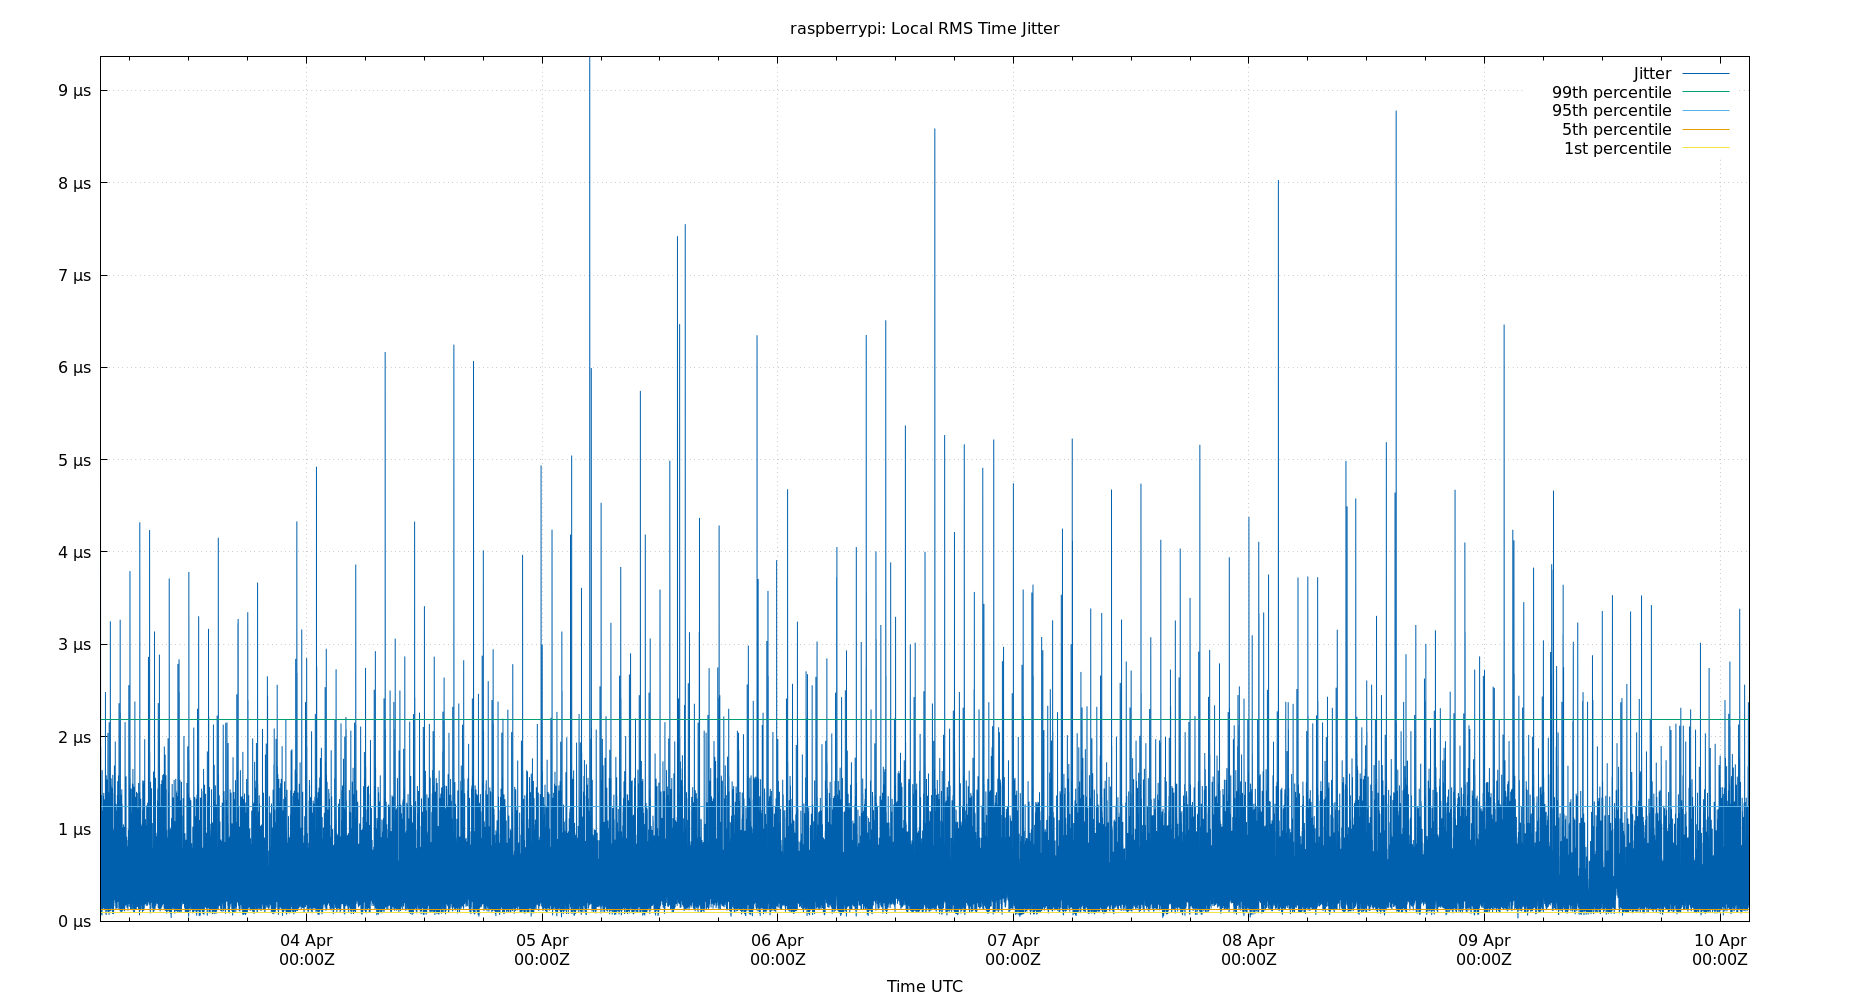 raspberrypi: Local RMS Time Jitter
Jitter
99th percentile
95th percentile
5th percentile
1st percentile
9 µs
8 µs
7 µs
6 µs
5 µs
4 µs
3 µs
2 µs
1 µs
0 µs
04 Apr 05 Apr 06 Apr 07 Apr 08 Apr 09 Apr 10 Apr
00:00Z 00:00Z 00:00Z 00:00Z 00:00Z 00:00Z 00:00Z
Time UTC